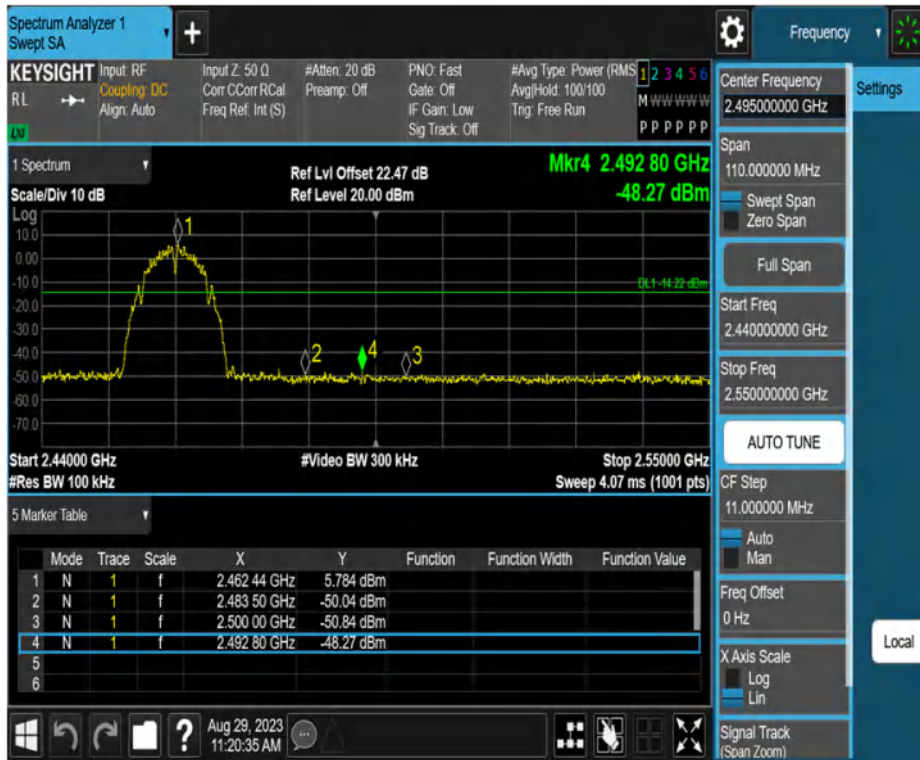 Spectrum Analyzer 1
Swept SA
+
Frequency
KEYSIGHT
RL
LXI
Input: RF
Coupling: DC
Align: Auto
Input Z: 50 Ω
Corr CCorr RCal
Freq Ref: Int (S)
#Atten: 20 dB
Preamp: Off
PNO: Fast
Gate: Off
IF Gain: Low
Sig Track: Off
#Avg Type: Power (RMS
Avg|Hold: 100/100
Trig: Free Run
1 2 3 4 5 6
M W W W W W
P P P P P P
1 Spectrum
Scale/Div 10 dB
Ref Lvl Offset 22.47 dB
Ref Level 20.00 dBm
Mkr4 2.492 80 GHz
-48.27 dBm
Log
10.0
0.00
-10.0
-20.0
-30.0
-40.0
-50.0
-60.0
-70.0
1
2
4
3
DL1 -14.22 dBm
Start 2.44000 GHz
#Res BW 100 kHz
#Video BW 300 kHz
Stop 2.55000 GHz
Sweep 4.07 ms (1001 pts)
5 Marker Table
Mode Trace Scale X Y Function Function Width Function Value
1 N 1 f 2.462 44 GHz 5.784 dBm
2 N 1 f 2.483 50 GHz -50.04 dBm
3 N 1 f 2.500 00 GHz -50.84 dBm
4 N 1 f 2.492 80 GHz -48.27 dBm
5
6
?
Aug 29, 2023
11:20:35 AM
Center Frequency
2.495000000 GHz
Span
110.000000 MHz
Swept Span
Zero Span
Full Span
Start Freq
2.440000000 GHz
Stop Freq
2.550000000 GHz
AUTO TUNE
CF Step
11.000000 MHz
Auto
Man
Freq Offset
0 Hz
X Axis Scale
Log
Lin
Signal Track
(Span Zoom)
Settings
Local